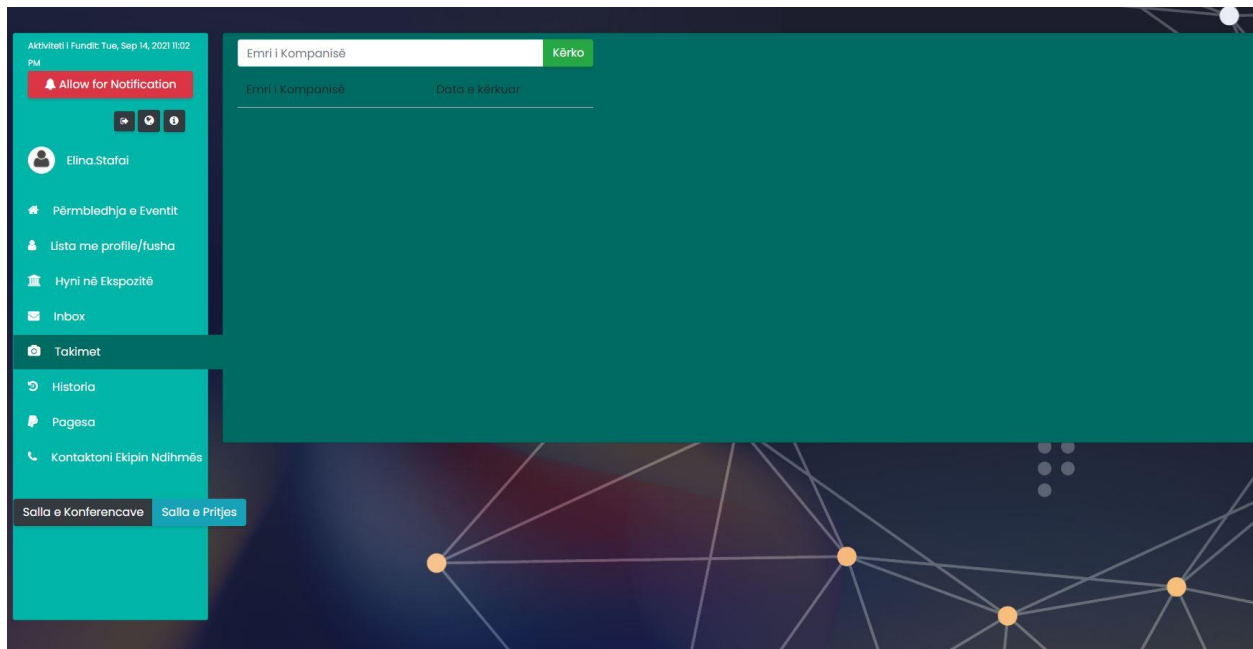 Aktiviteti i Fundit: Tue, Sep 14, 2021 11:02
PM
Allow for Notification
Elina.Stafai
Përmbledhja e Eventit
Lista me profile/fusha
Hyni në Ekspozitë
Inbox
Takimet
Historia
Pagesa
Kontaktoni Ekipin Ndihmës
Salla e Konferencave Salla e Pritjes
Emri i Kompanisë Kërko
Emri i Kompanisë Data e kërkuar